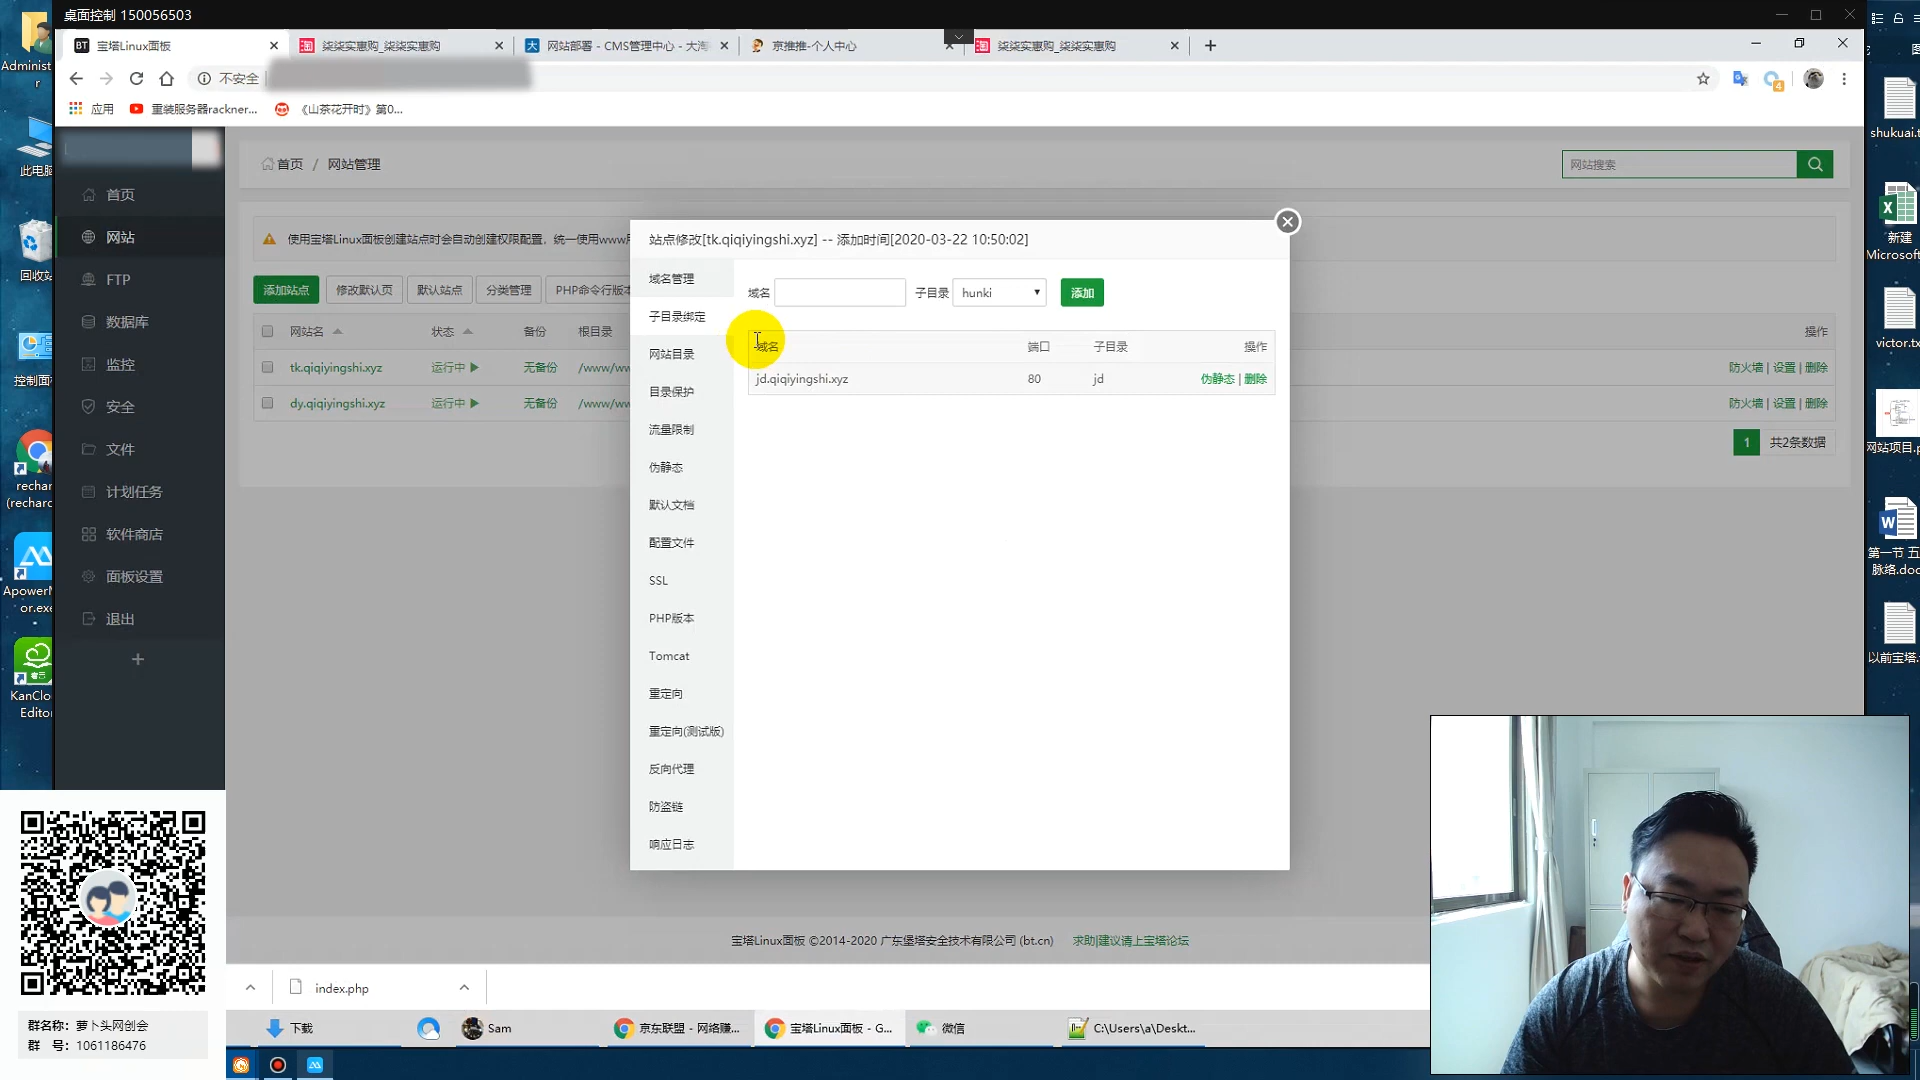 桌面控制 150056503
宝塔Linux面板
柒柒实惠购_柒柒实惠购
网站部署 - CMS管理中心 - 大淘
京推推-个人中心
柒柒实惠购_柒柒实惠购
不安全
应用
重装服务器rackner...
《山茶花开时》第0...
首页
网站
FTP
数据库
监控
安全
文件
计划任务
软件商店
面板设置
退出
首页 / 网站管理
网站搜索
使用宝塔Linux面板创建站点时会自动创建权限配置，统一使用www用
添加站点
修改默认页
默认站点
分类管理
PHP命令行版本
网站名
状态
备份
根目录
操作
tk.qiqiyingshi.xyz
运行中
无备份
/www/ww
防火墙 | 设置 | 删除
dy.qiqiyingshi.xyz
运行中
无备份
/www/ww
防火墙 | 设置 | 删除
1
共2条数据
站点修改[tk.qiqiyingshi.xyz] -- 添加时间[2020-03-22 10:50:02]
域名管理
子目录绑定
网站目录
目录保护
流量限制
伪静态
默认文档
配置文件
SSL
PHP版本
Tomcat
重定向
重定向(测试版)
反向代理
防盗链
响应日志
域名
子目录
hunki
添加
域名
端口
子目录
操作
jd.qiqiyingshi.xyz
80
jd
伪静态 | 删除
宝塔Linux面板 ©2014-2020 广东堡塔安全技术有限公司 (bt.cn)
求助|建议请上宝塔论坛
index.php
下载
Sam
京东联盟 - 网络赚...
宝塔Linux面板 - G...
微信
C:\Users\a\Deskt...
群名称：萝卜头网创会
群 号：1061186476
Administ
r
此电脑
回收站
控制面
rechar
(rechard
ApowerM
or.exe
KanClo
Editor
shukuai.t
新建
Microsoft
victor.tx
网站项目.p
第一节 五
脉络.doc
以前宝塔.